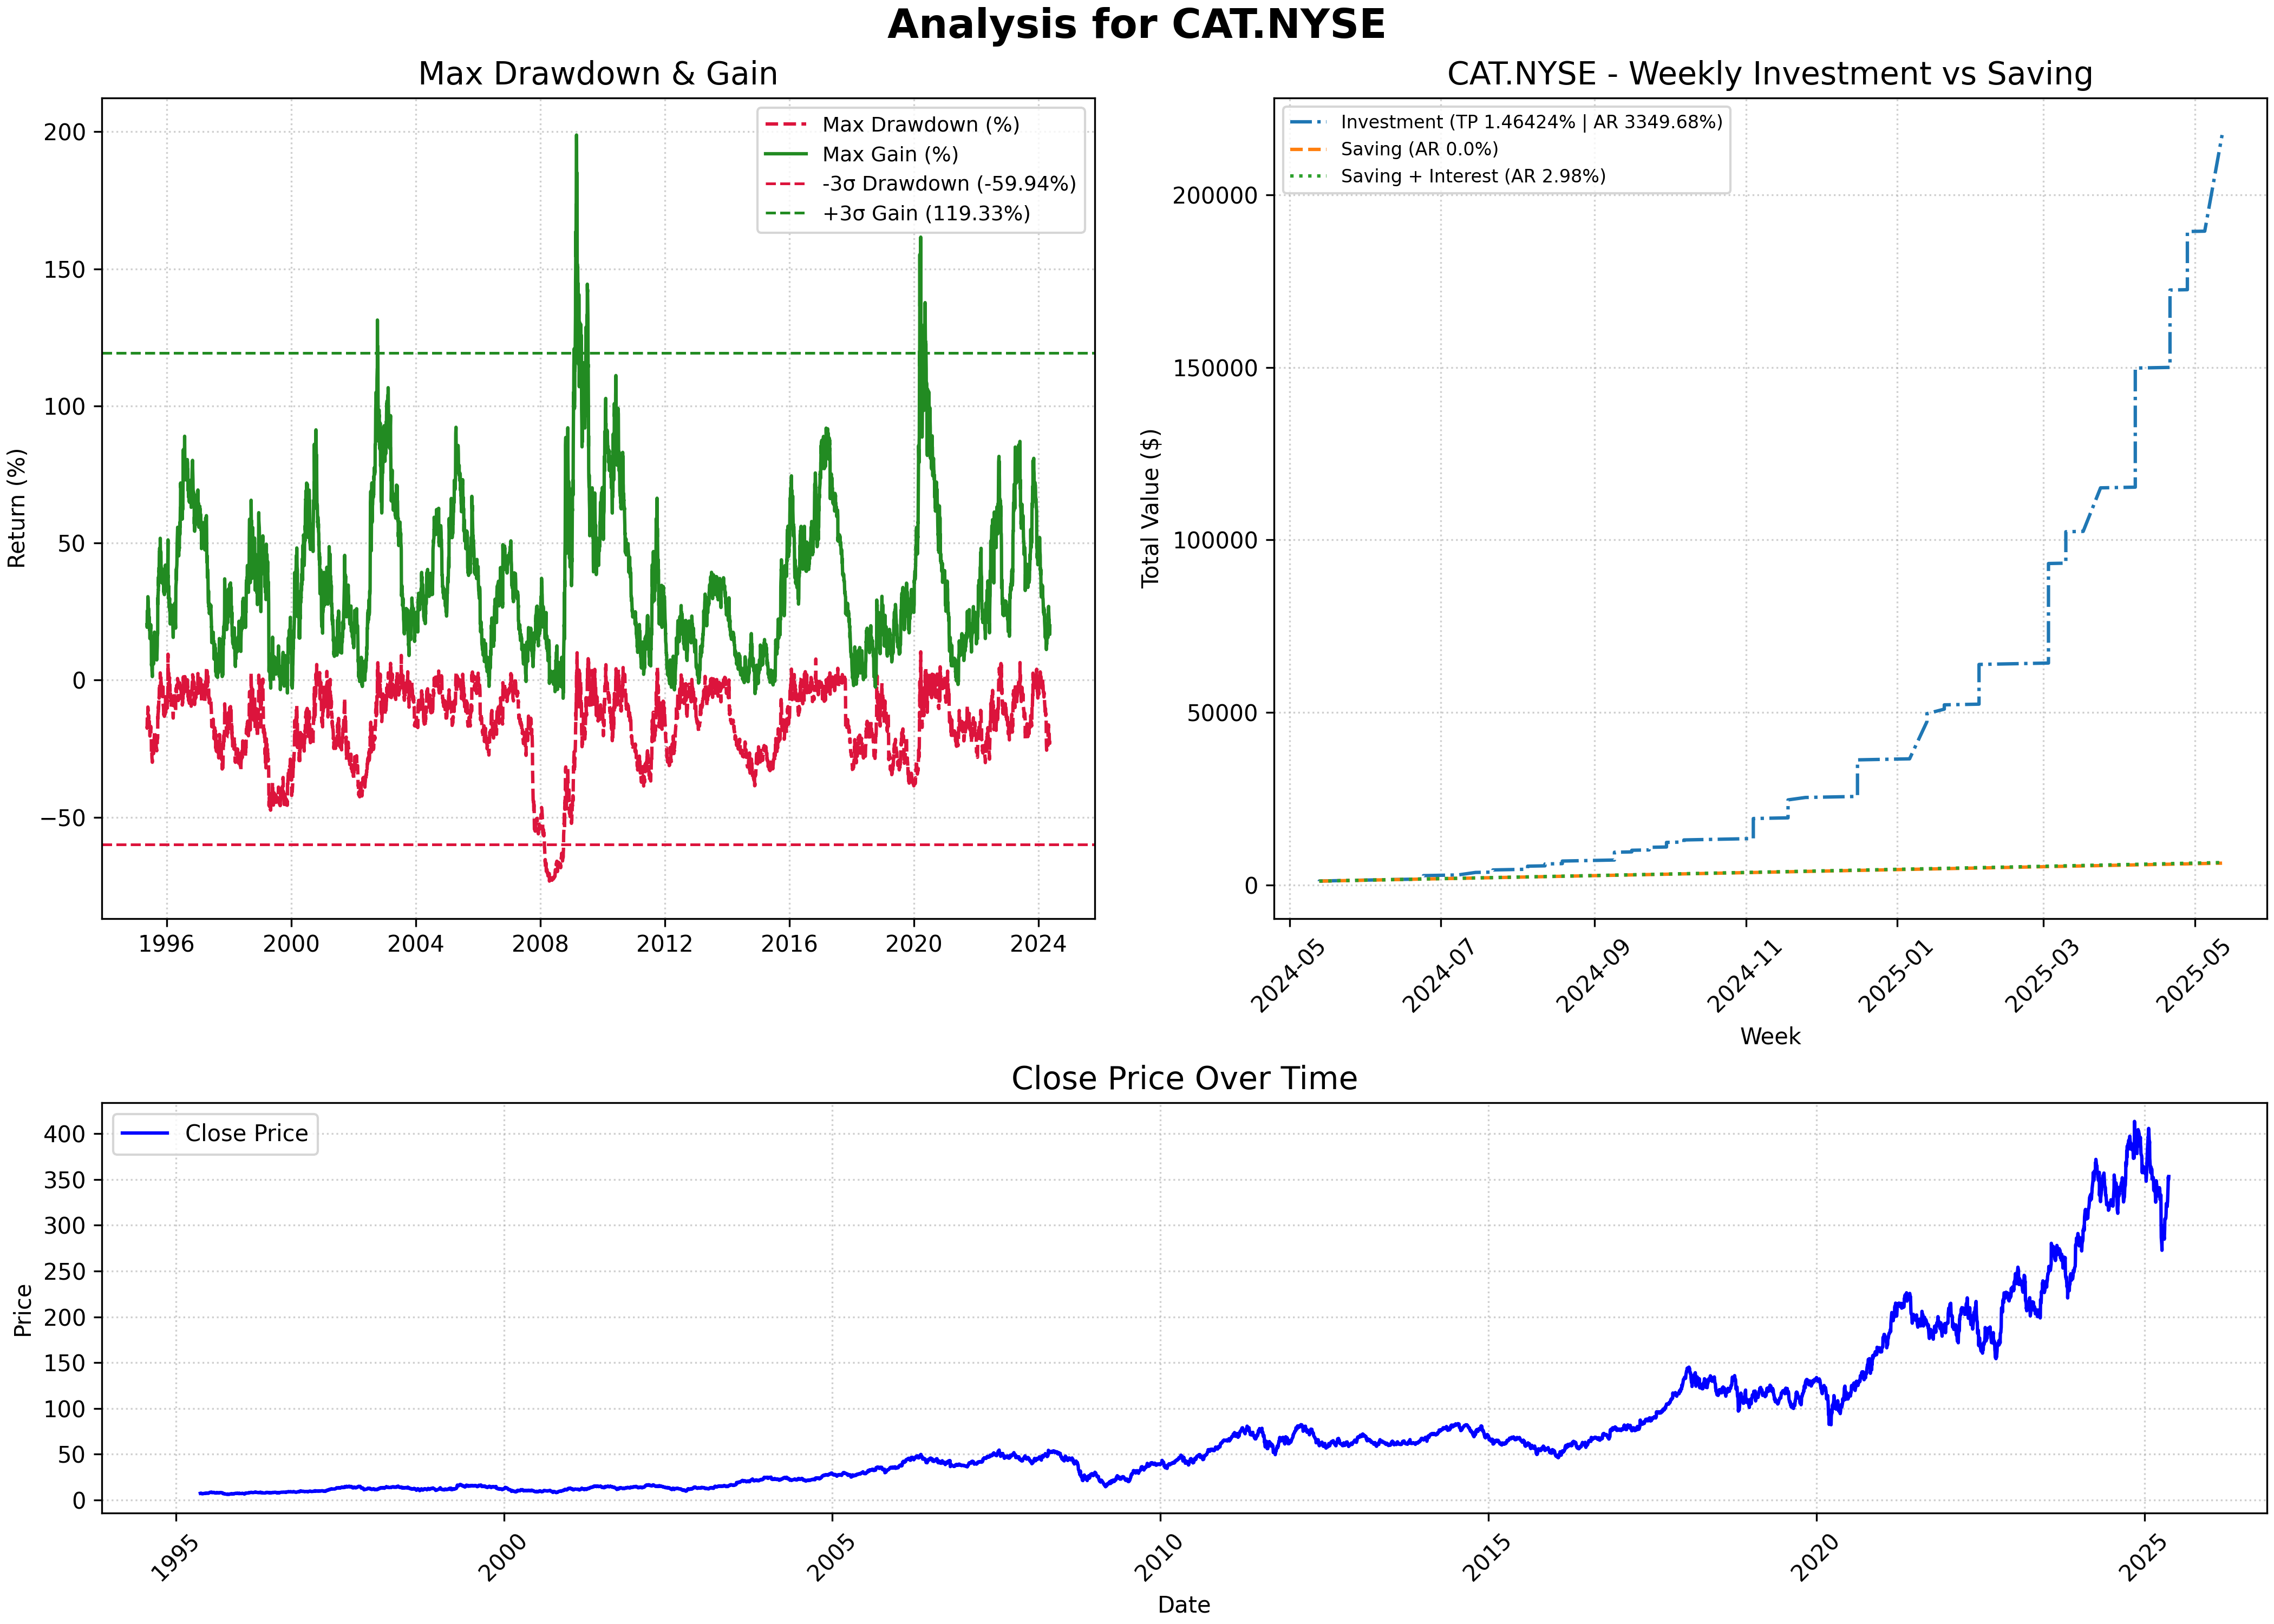 Analysis for CAT.NYSE
Max Drawdown & Gain
Return (%)
200
150
100
50
0
−50
Max Drawdown (%)
Max Gain (%)
-3σ Drawdown (-59.94%)
+3σ Gain (119.33%)
1996 2000 2004 2008 2012 2016 2020 2024
CAT.NYSE - Weekly Investment vs Saving
Total Value ($)
200000
150000
100000
50000
0
Investment (TP 1.46424% | AR 3349.68%)
Saving (AR 0.0%)
Saving + Interest (AR 2.98%)
2024-05 2024-07 2024-09 2024-11 2025-01 2025-03 2025-05
Week
Close Price Over Time
Price
400
350
300
250
200
150
100
50
0
Close Price
1995 2000 2005 2010 2015 2020 2025
Date